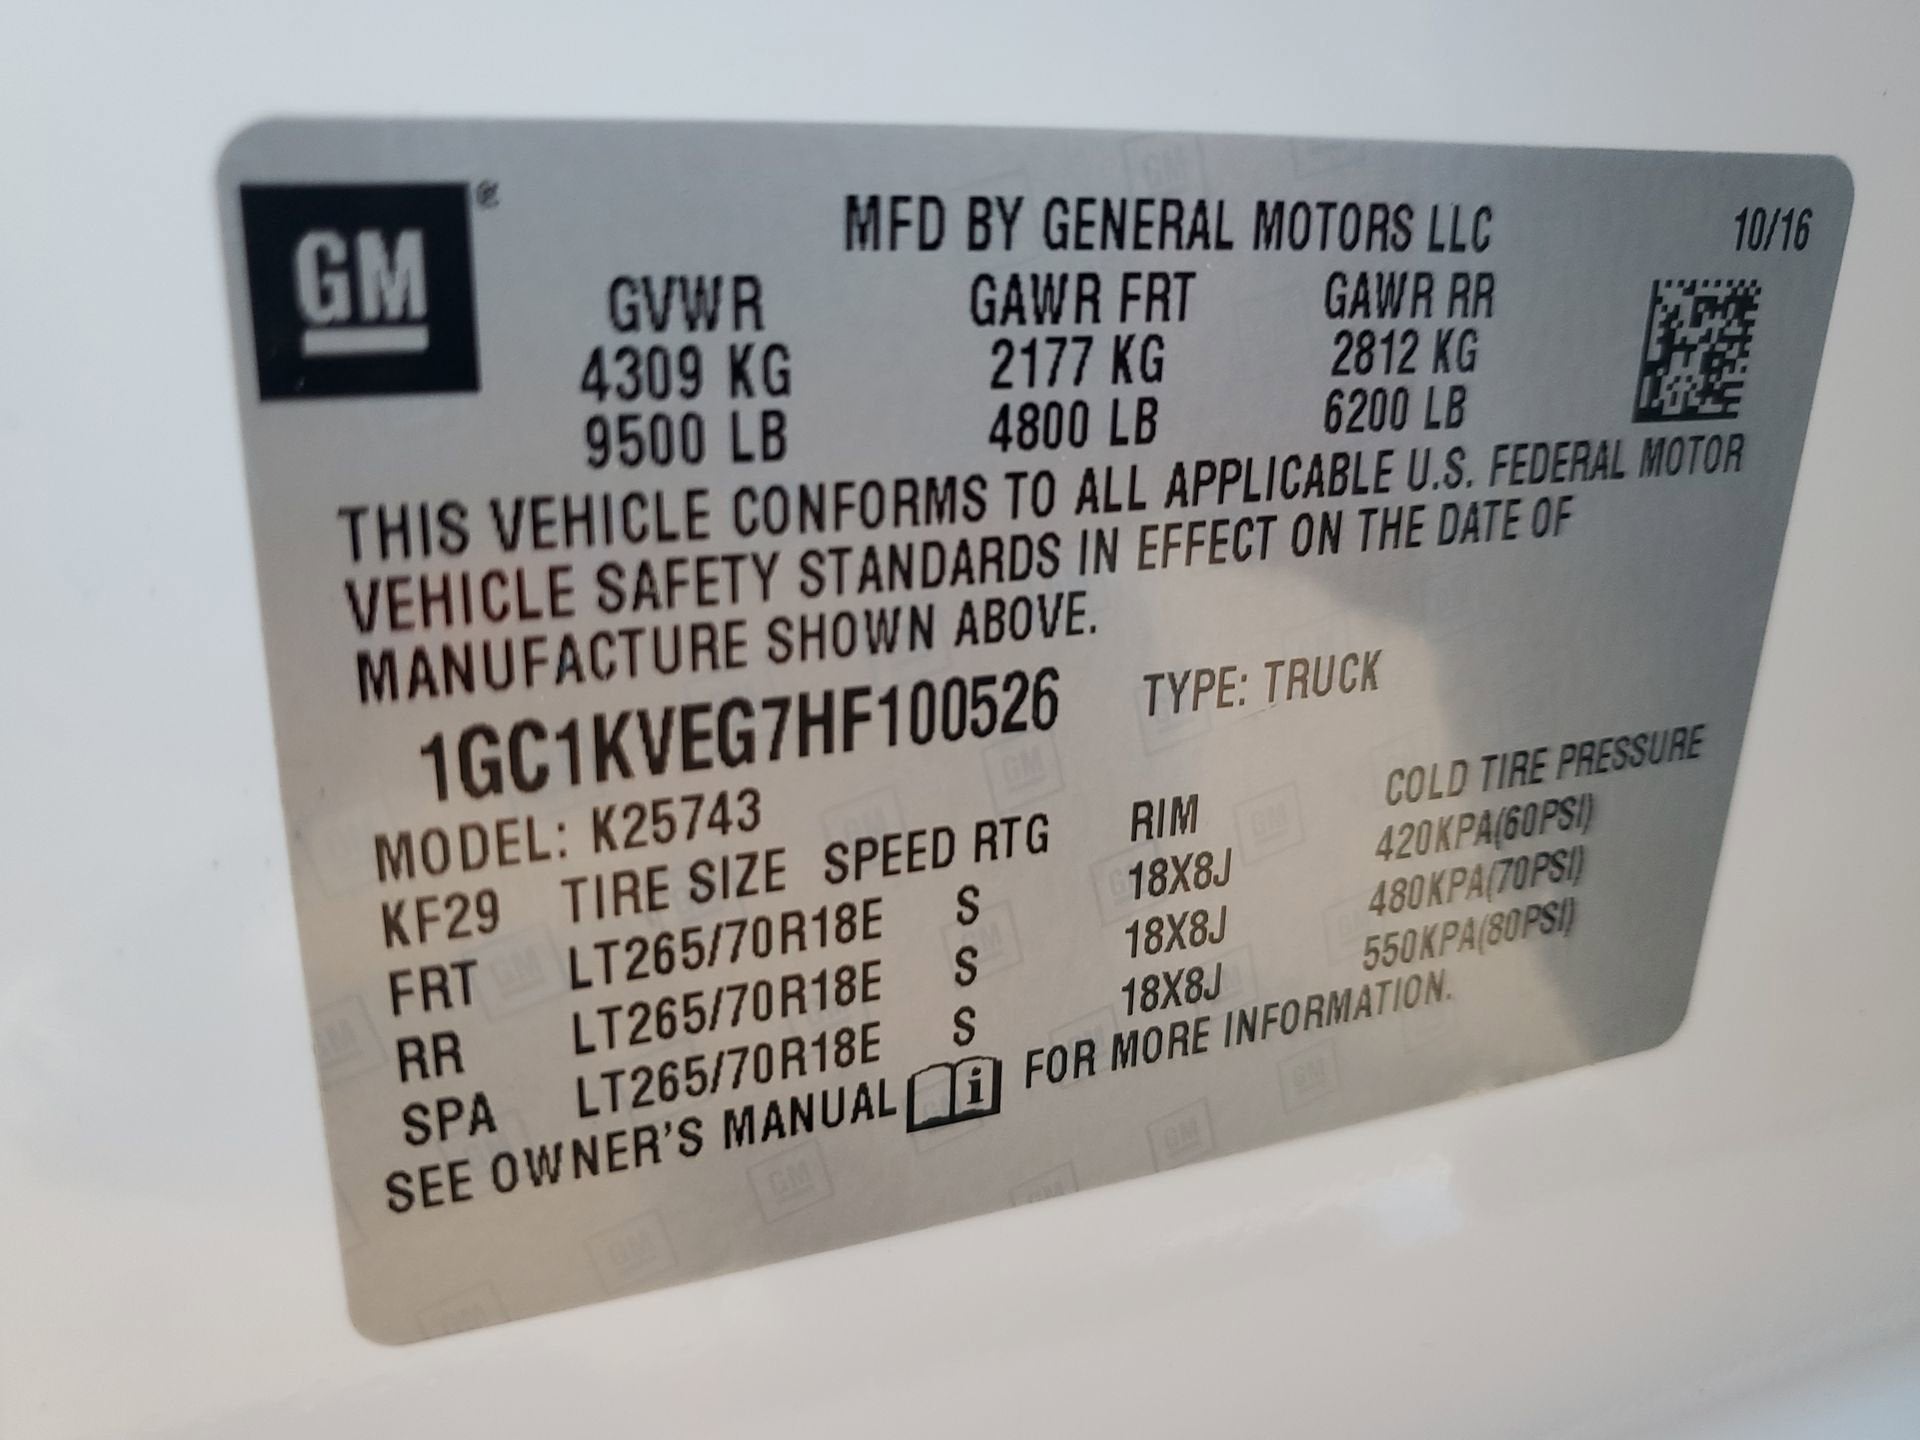 GM ®
MFD BY GENERAL MOTORS LLC 10/16
GVWR GAWR FRT GAWR RR
4309 KG 2177 KG 2812 KG
9500 LB 4800 LB 6200 LB
THIS VEHICLE CONFORMS TO ALL APPLICABLE U.S. FEDERAL MOTOR
VEHICLE SAFETY STANDARDS IN EFFECT ON THE DATE OF
MANUFACTURE SHOWN ABOVE.
1GC1KVEG7HF100526 TYPE: TRUCK
MODEL: K25743
KF29 TIRE SIZE SPEED RTG RIM COLD TIRE PRESSURE
FRT LT265/70R18E S 18X8J 420KPA(60PSI)
RR LT265/70R18E S 18X8J 480KPA(70PSI)
SPA LT265/70R18E S 18X8J 550KPA(80PSI)
SEE OWNER'S MANUAL i FOR MORE INFORMATION.